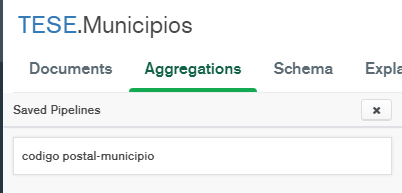 TESE.Municipios
Documents Aggregations Schema Expla
Saved Pipelines ×
codigo postal-municipio